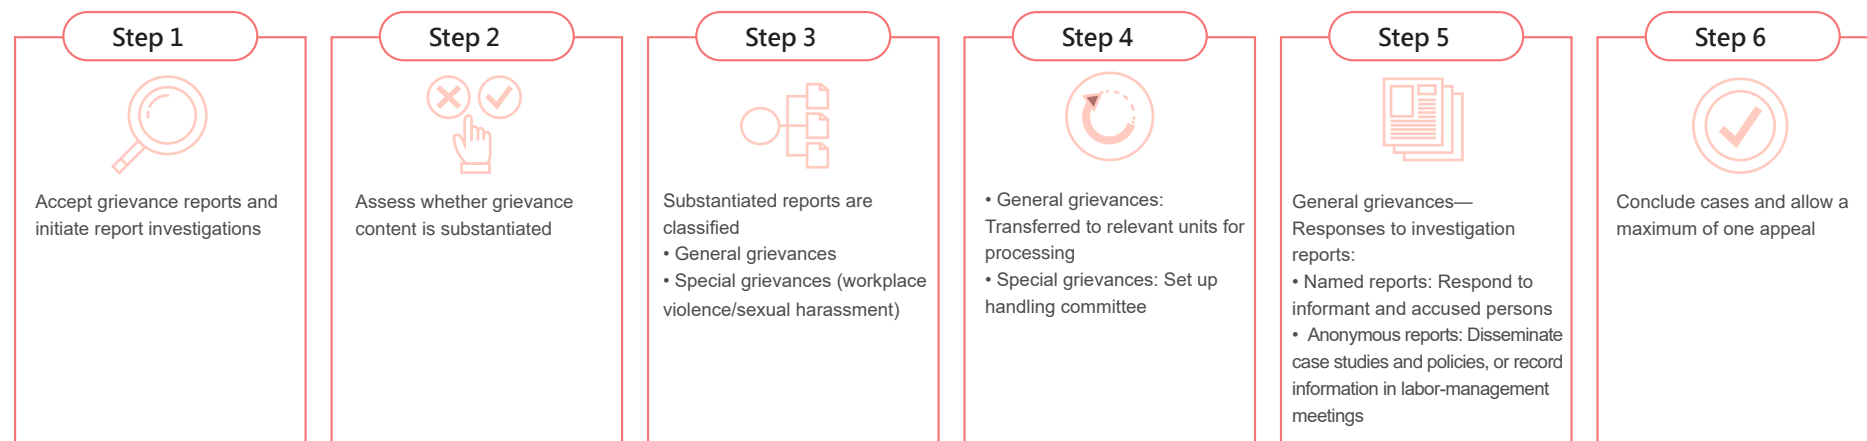 Step 1
Accept grievance reports and
initiate report investigations
Step 2
Assess whether grievance
content is substantiated
Step 3
Substantiated reports are
classified
• General grievances
• Special grievances (workplace
violence/sexual harassment)
Step 4
• General grievances:
Transferred to relevant units for
processing
• Special grievances: Set up
handling committee
Step 5
General grievances—
Responses to investigation
reports:
• Named reports: Respond to
informant and accused persons
• Anonymous reports: Disseminate
case studies and policies, or record
information in labor-management
meetings
Step 6
Conclude cases and allow a
maximum of one appeal